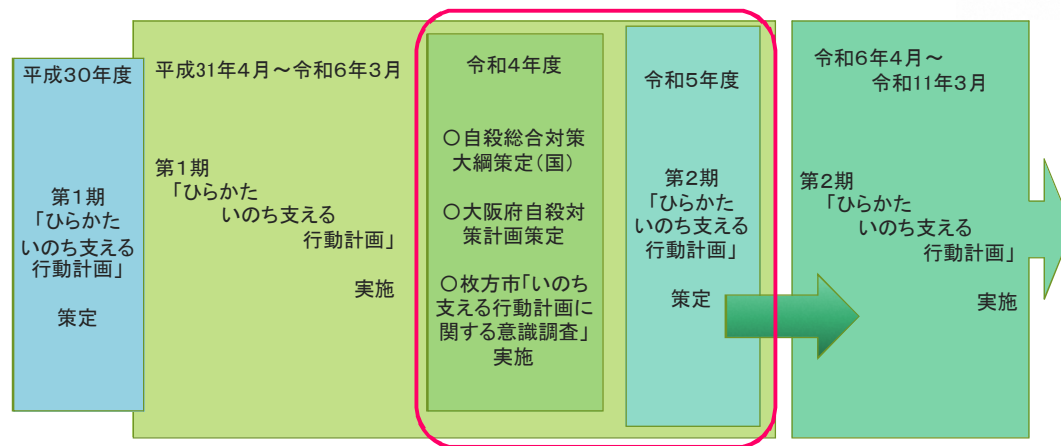 平成30年度
第1期
「ひらかた
いのち支える
行動計画」
策定
平成31年4月～令和6年3月
第1期
「ひらかた
いのち支える
行動計画」
実施
令和4年度
○自殺総合対策
大綱策定(国)
○大阪府自殺対
策計画策定
○枚方市「いのち
支える行動計画に
関する意識調査」
実施
令和5年度
第2期
「ひらかた
いのち支える
行動計画」
策定
令和6年4月～
令和11年3月
第2期
「ひらかた
いのち支える
行動計画」
実施